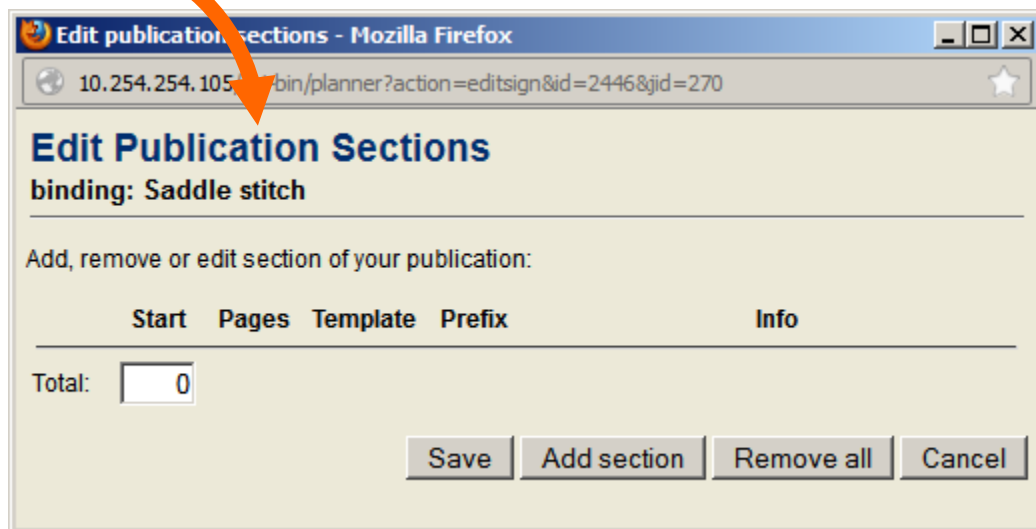 Edit publication sections - Mozilla Firefox
10.254.254.105/ -bin/planner?action=editsign&id=2446&jid=270
Edit Publication Sections
binding: Saddle stitch
Add, remove or edit section of your publication:
Start Pages Template Prefix Info
Total: 0
Save Add section Remove all Cancel